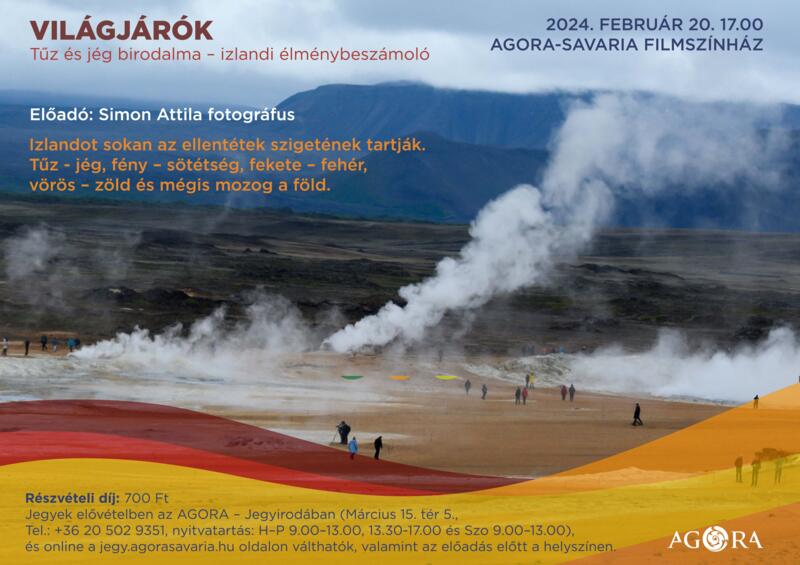 VILÁGJÁRÓK
Tűz és jég birodalma – izlandi élménybeszámoló
2024. FEBRUÁR 20. 17.00
AGORA-SAVARIA FILMSZÍNHÁZ
Előadó: Simon Attila fotográfus
Izlandot sokan az ellentétek szigetének tartják.
Tűz - jég, fény – sötétség, fekete – fehér,
vörös – zöld és mégis mozog a föld.
Részvételi díj: 700 Ft
Jegyek elővételben az AGORA – Jegyirodában (Március 15. tér 5.,
Tel.: +36 20 502 9351, nyitvatartás: H–P 9.00–13.00, 13.30-17.00 és Szo 9.00–13.00),
és online a jegy.agorasavaria.hu oldalon válthatók, valamint az előadás előtt a helyszínen.
AGORA